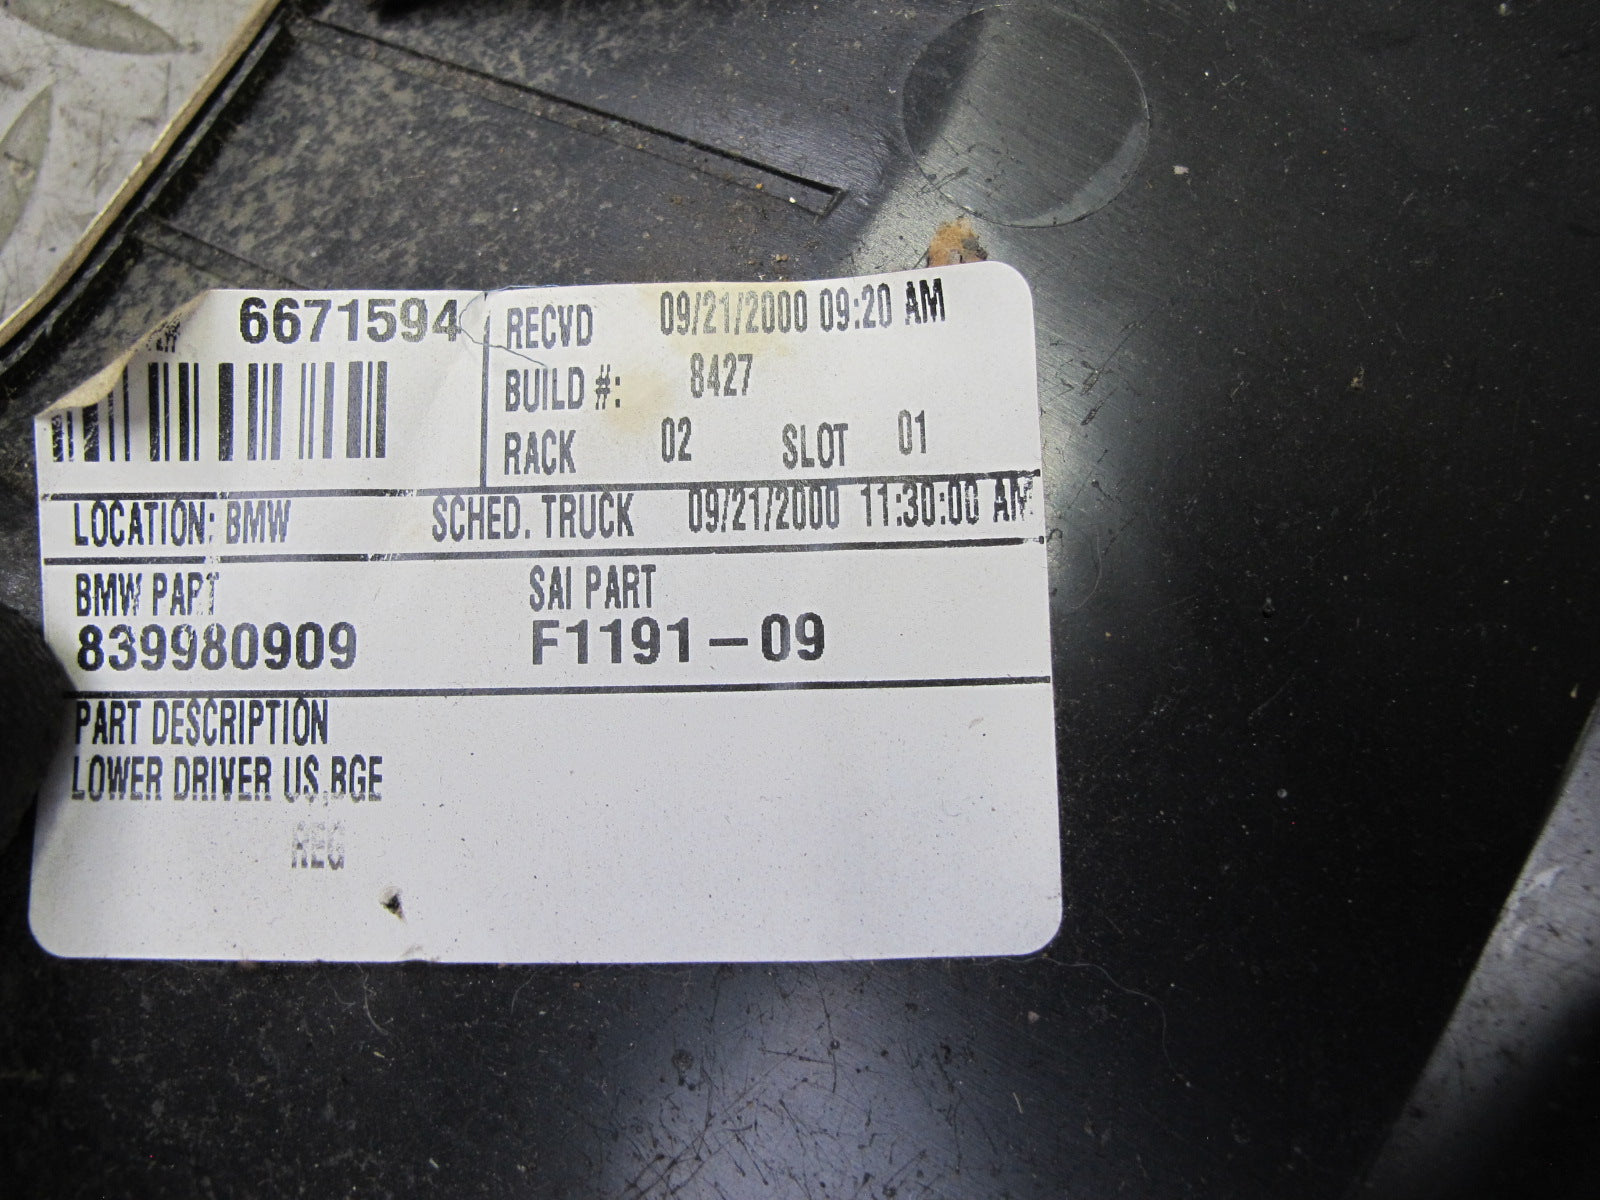 6671594
RECVD 09/21/2000 09:20 AM
BUILD #: 8427
RACK 02 SLOT 01
LOCATION: BMW SCHED. TRUCK 09/21/2000 11:30:00 AM
BMW PART SAI PART
839980909 F1191-09
PART DESCRIPTION
LOWER DRIVER US,BGE
REG